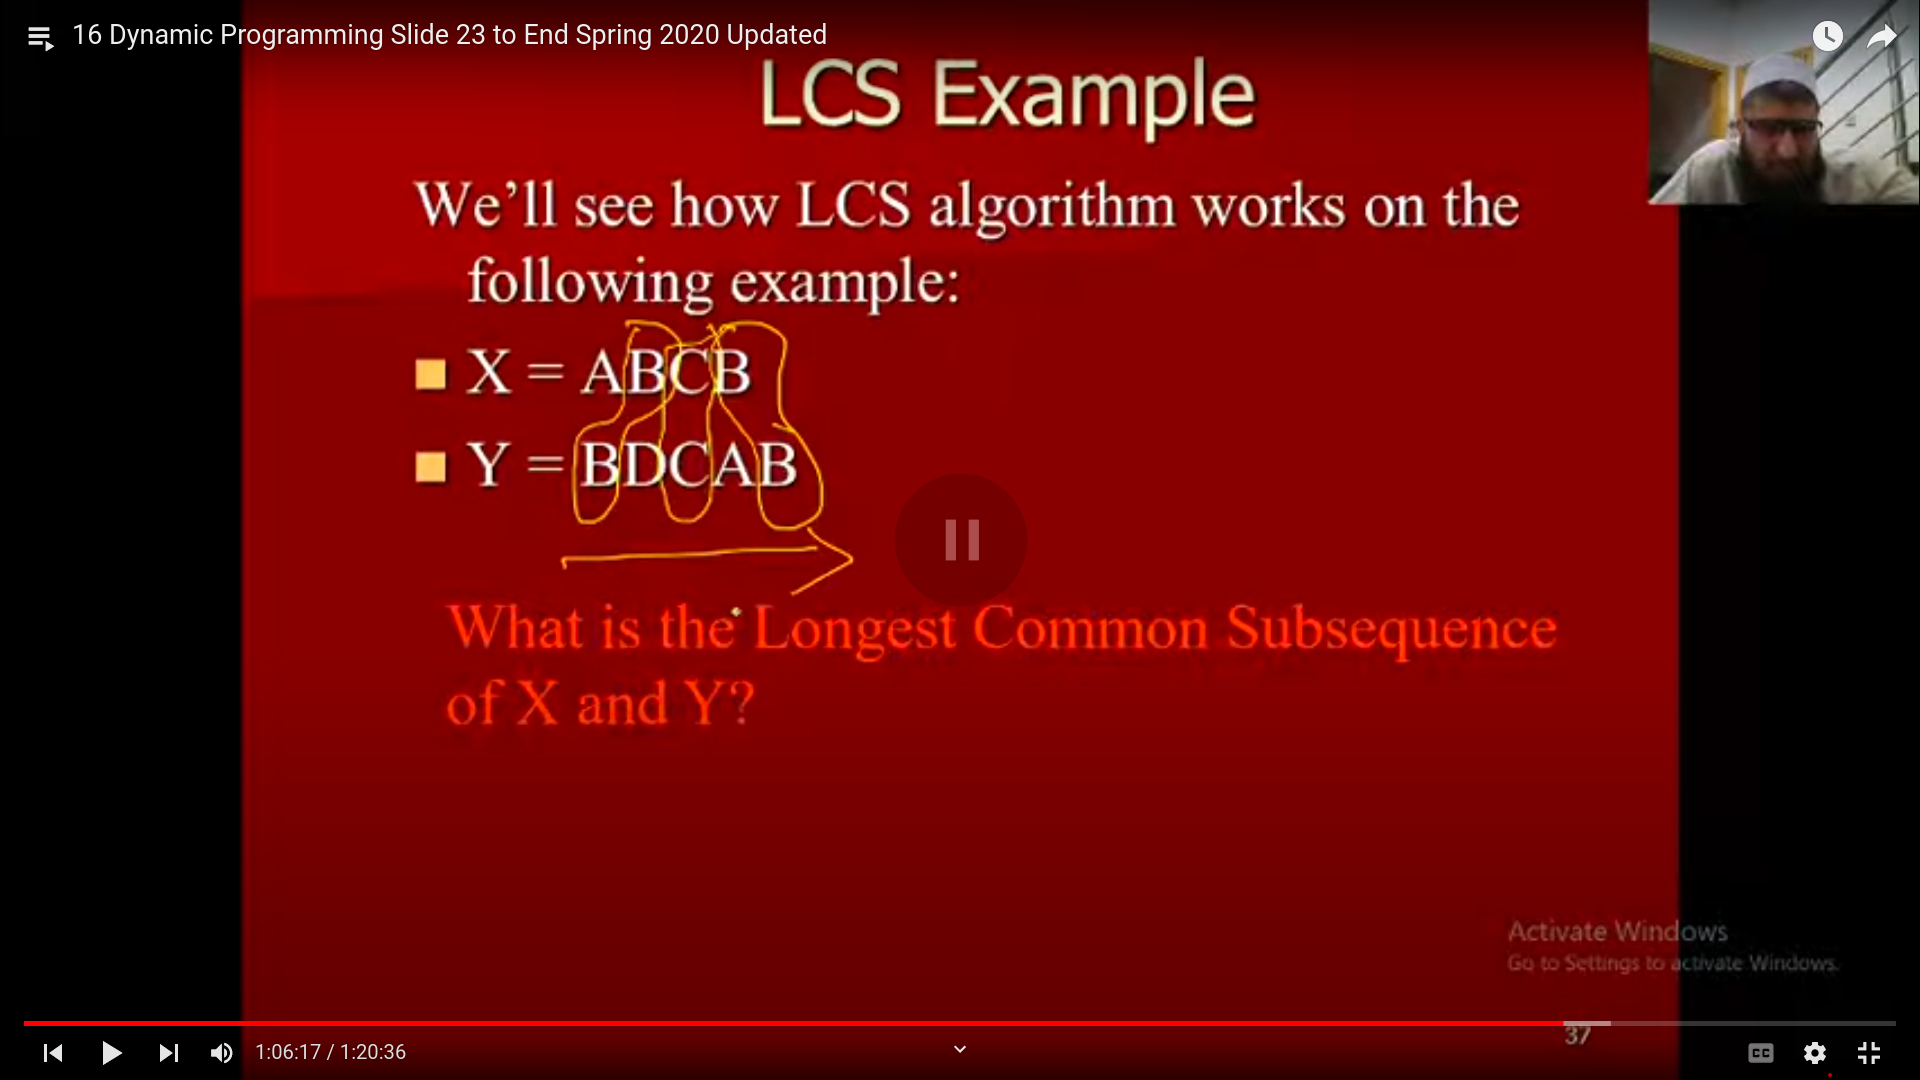 16 Dynamic Programming Slide 23 to End Spring 2020 Updated
LCS Example
We’ll see how LCS algorithm works on the
following example:
X = ABCB
Y = BDCAB
What is the Longest Common Subsequence
of X and Y?
Activate Windows
Go to Settings to activate Windows.
37
1:06:17 / 1:20:36
CC